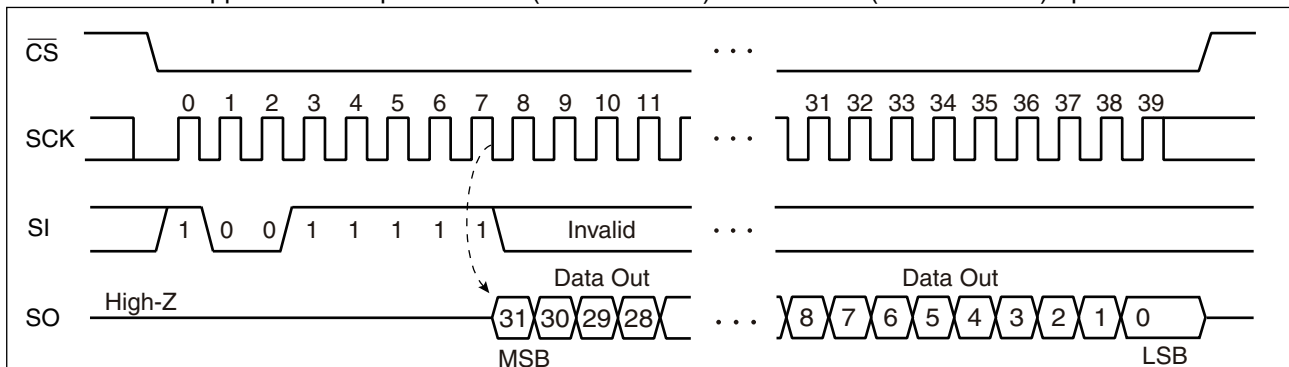 CS ...
0 1 2 3 4 5 6 7 8 9 10 11 31 32 33 34 35 36 37 38 39
SCK ...
SI 1 0 0 1 1 1 1 1 Invalid ...
Data Out Data Out
High-Z
SO 31 30 29 28 ... 8 7 6 5 4 3 2 1 0
MSB LSB